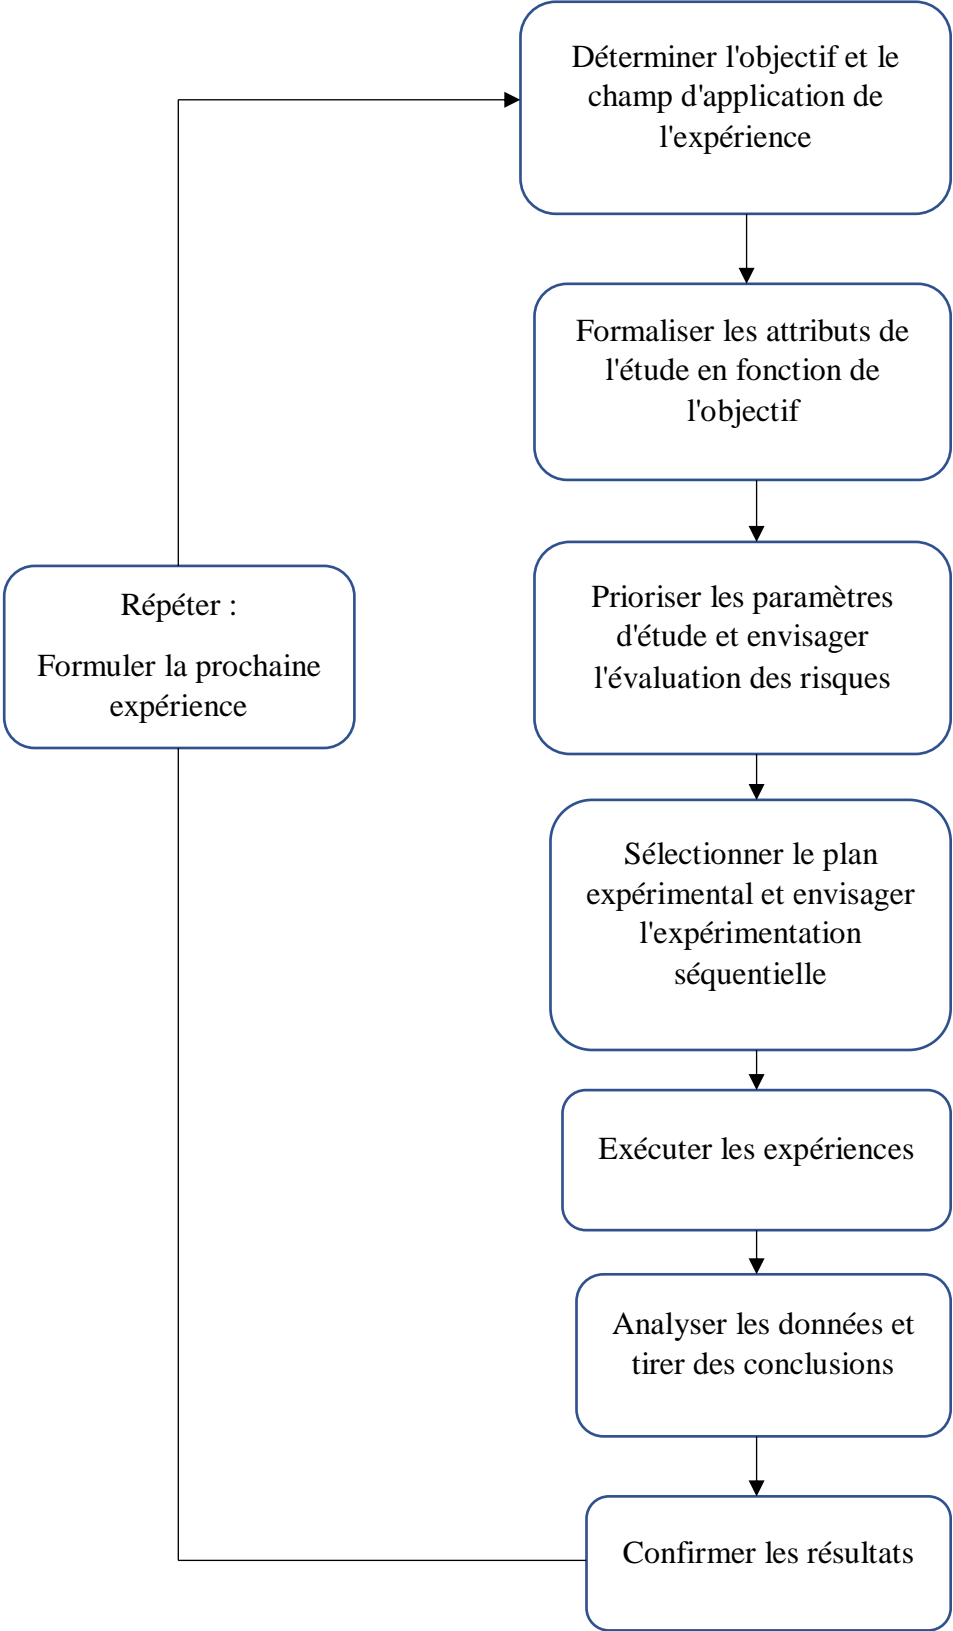 Déterminer l'objectif et le
champ d'application de
l'expérience
Formaliser les attributs de
l'étude en fonction de
l'objectif
Prioriser les paramètres
d'étude et envisager
l'évaluation des risques
Sélectionner le plan
expérimental et envisager
l'expérimentation
séquentielle
Exécuter les expériences
Analyser les données et
tirer des conclusions
Confirmer les résultats
Répéter :
Formuler la prochaine
expérience